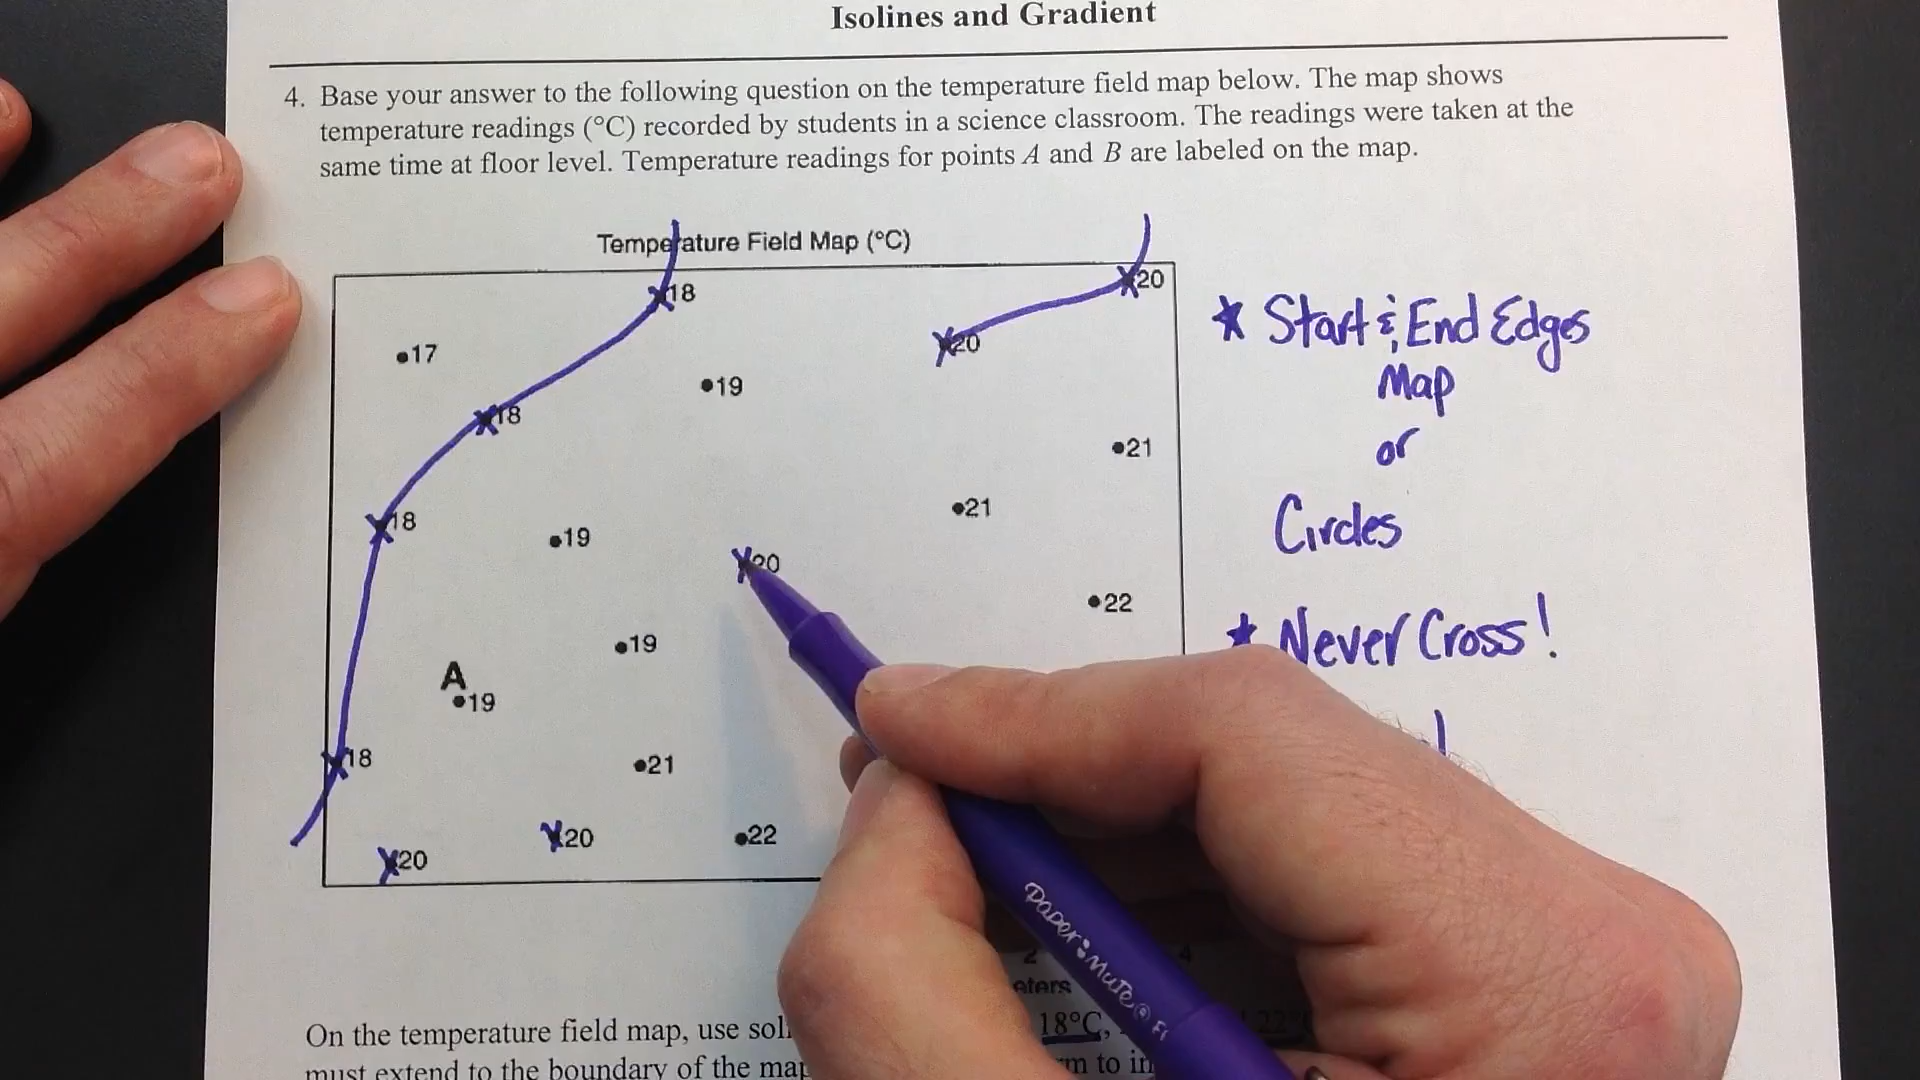 Isolines and Gradient
4. Base your answer to the following question on the temperature field map below. The map shows
temperature readings (°C) recorded by students in a science classroom. The readings were taken at the
same time at floor level. Temperature readings for points A and B are labeled on the map.
Temperature Field Map (°C)
18
20
17
20
19
18
21
21
18
19
20
22
19
A
19
18
21
20
22
20
* Start & End Edges
Map
or
Circles
* Never Cross!
2
4
On the temperature field map, use
18°C,
22°
must extend to the boundary of the map
to
Paper:Mate®